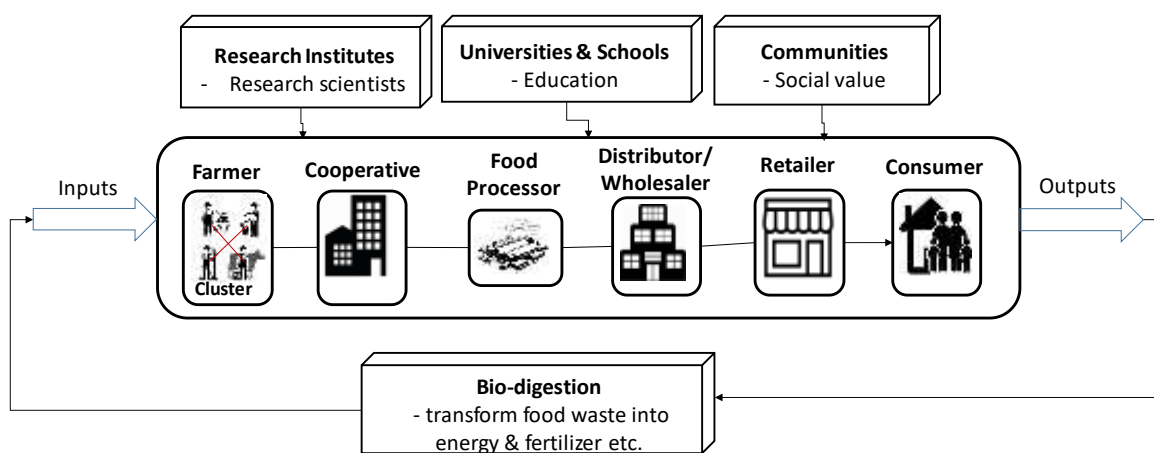 Research Institutes
- Research scientists
Universities & Schools
- Education
Communities
- Social value
Inputs
Farmer
Cluster
Cooperative
Food
Processor
Distributor/
Wholesaler
Retailer
Consumer
Outputs
Bio-digestion
- transform food waste into
energy & fertilizer etc.